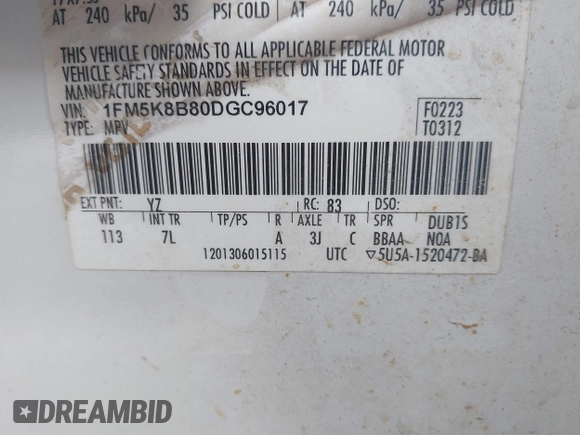 AT 240 kPa/ 35 PSI COLD AT 240 kPa/ 35 PSI COLD
THIS VEHICLE CONFORMS TO ALL APPLICABLE FEDERAL MOTOR
VEHICLE SAFETY STANDARDS IN EFFECT ON THE DATE OF
MANUFACTURE SHOWN ABOVE.
VIN: 1FM5K8B80DGC96017
TYPE: MPV
F0223
T0312
EXT PNT: YZ RC: 83 DSO:
WB INT TR TP/PS R AXLE TR SPR DUB1S
113 7L A 3J C BBAA N0A
1201306015115 UTC ▽5U5A-1520472-BA
DREAMBID